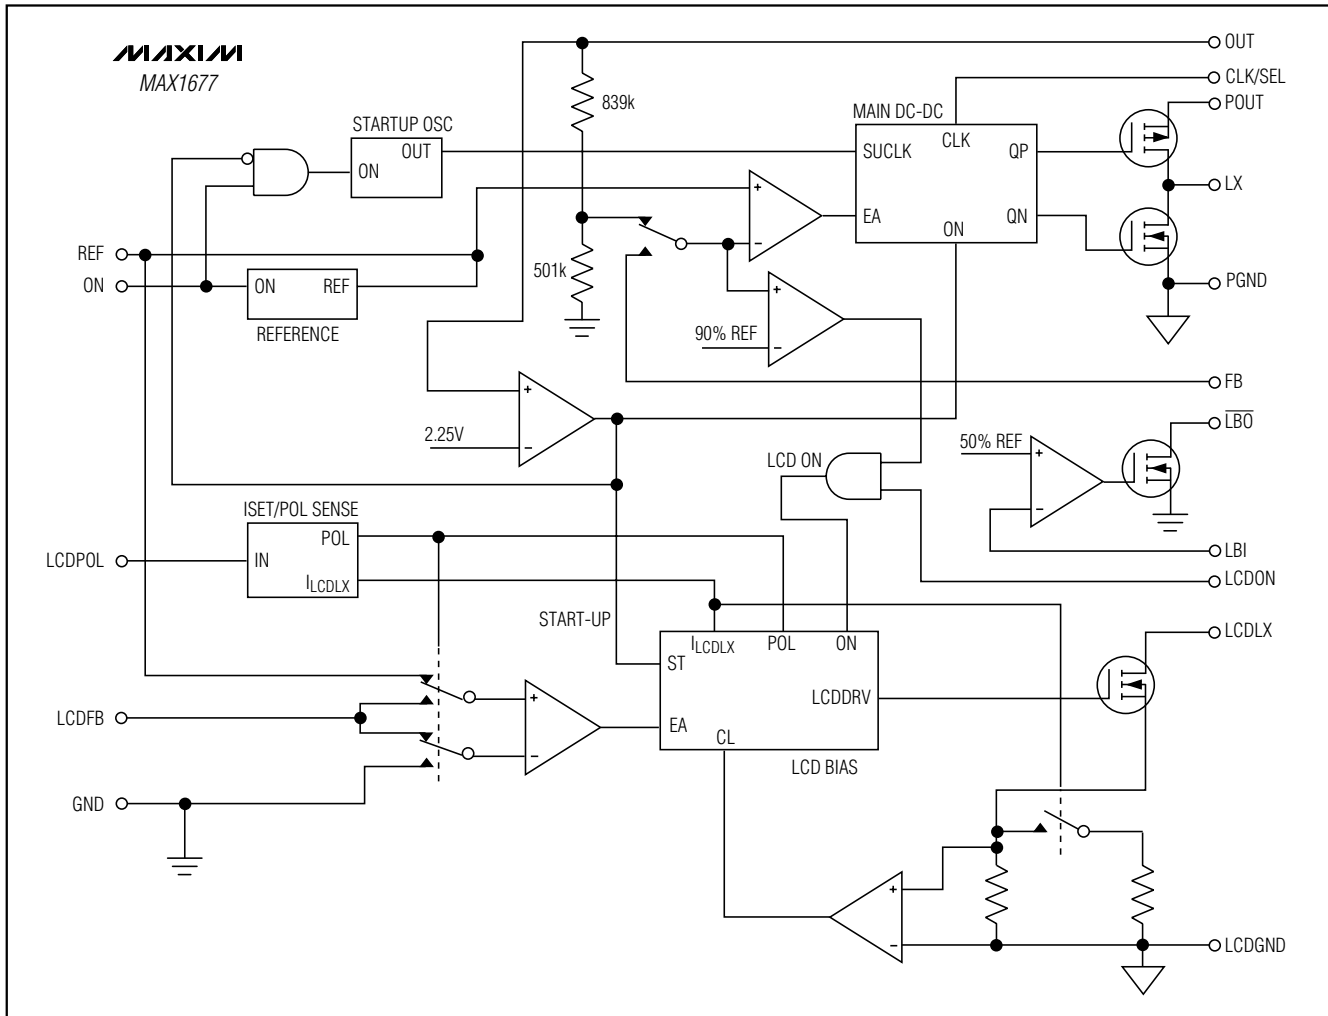 MAXIM
MAX1677
OUT
CLK/SEL
POUT
839k
MAIN DC-DC
STARTUP OSC
OUT
ON
SUCLK
CLK
QP
+
LX
EA
QN
ON
REF
−
501k
ON
ON
REF
+
PGND
REFERENCE
90% REF
−
FB
+
2.25V
−
LBO
50% REF
+
LCD ON
−
ISET/POL SENSE
POL
LCDPOL
IN
LBI
ILCDLX
LCDON
START-UP
LCDLX
ILCDLX
POL
ON
ST
+
LCDDRV
LCDFB
EA
CL
−
LCD BIAS
GND
+
−
LCDGND